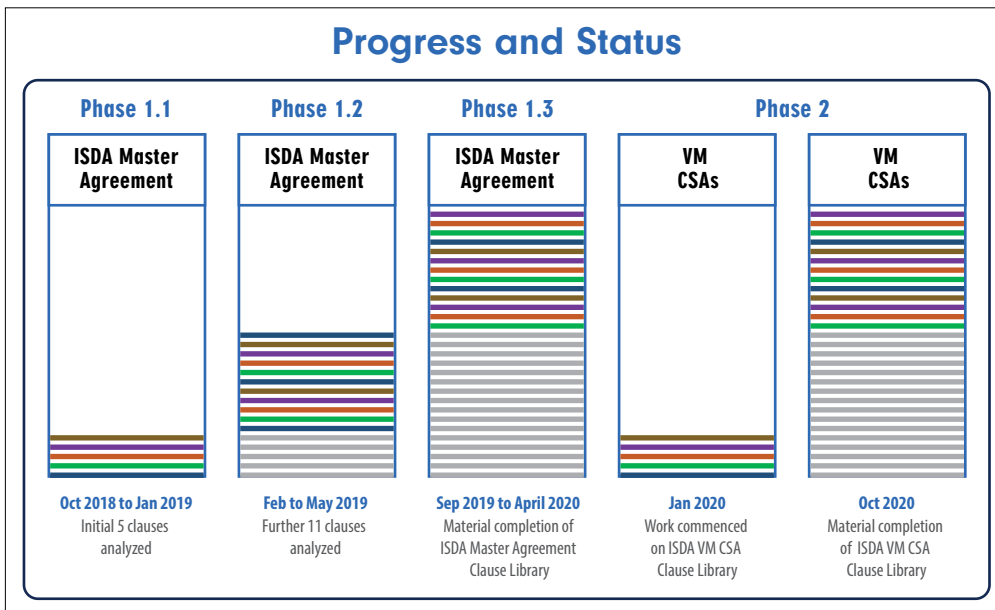 Progress and Status
Phase 1.1
ISDA Master
Agreement
Oct 2018 to Jan 2019
Initial 5 clauses
analyzed
Phase 1.2
ISDA Master
Agreement
Feb to May 2019
Further 11 clauses
analyzed
Phase 1.3
ISDA Master
Agreement
Sep 2019 to April 2020
Material completion of
ISDA Master Agreement
Clause Library
Phase 2
VM
CSAs
Jan 2020
Work commenced
on ISDA VM CSA
Clause Library
VM
CSAs
Oct 2020
Material completion
of ISDA VM CSA
Clause Library